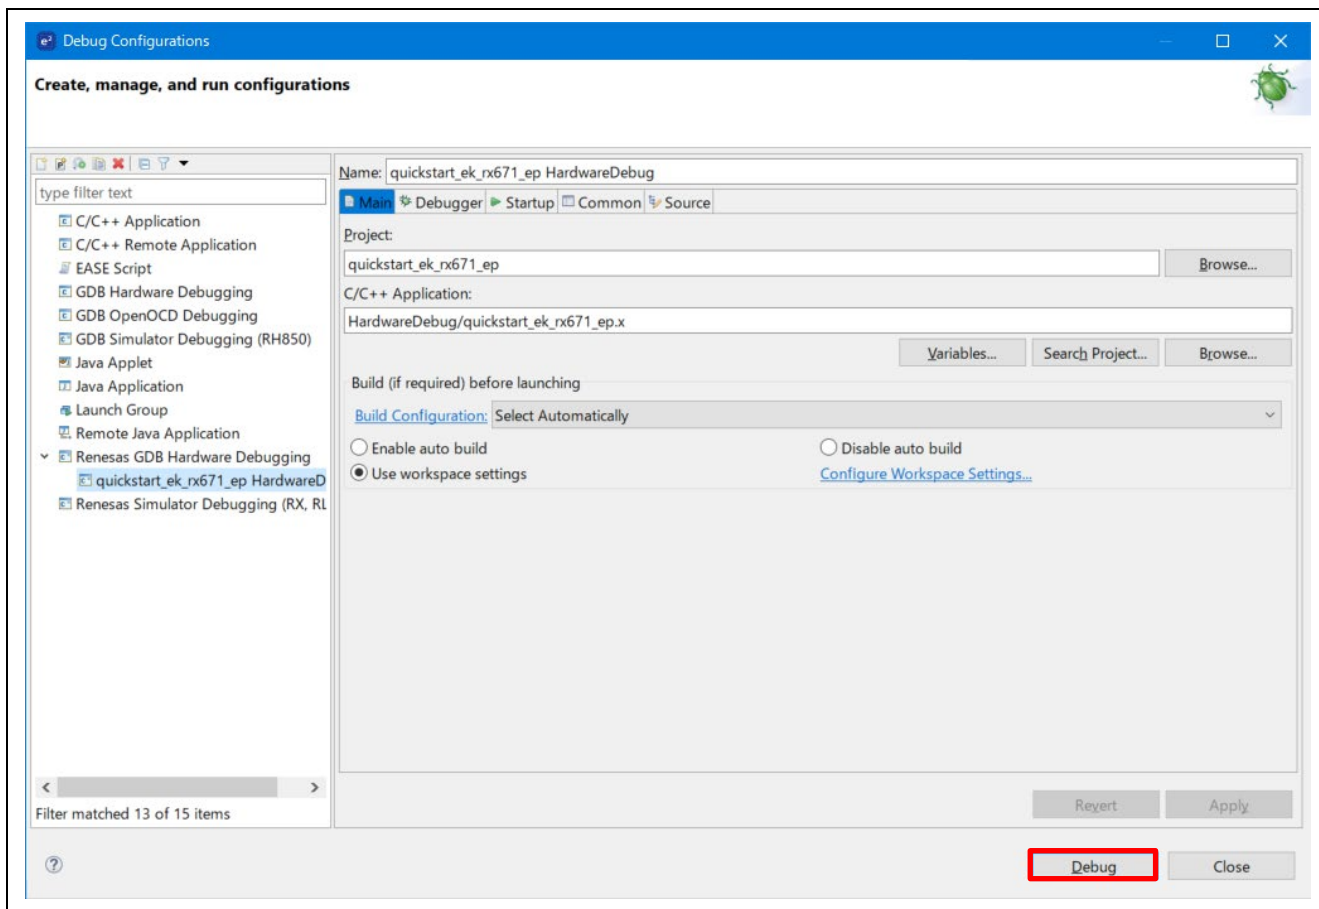 e² Debug Configurations
Create, manage, and run configurations
type filter text
C/C++ Application
C/C++ Remote Application
EASE Script
GDB Hardware Debugging
GDB OpenOCD Debugging
GDB Simulator Debugging (RH850)
Java Applet
Java Application
Launch Group
Remote Java Application
Renesas GDB Hardware Debugging
quickstart_ek_rx671_ep HardwareD
Renesas Simulator Debugging (RX, RL
Filter matched 13 of 15 items
Name: quickstart_ek_rx671_ep HardwareDebug
Main Debugger Startup Common Source
Project:
quickstart_ek_rx671_ep Browse...
C/C++ Application:
HardwareDebug/quickstart_ek_rx671_ep.x
Variables... Search Project... Browse...
Build (if required) before launching
Build Configuration: Select Automatically
Enable auto build Disable auto build
Use workspace settings Configure Workspace Settings...
Revert Apply
? Debug Close